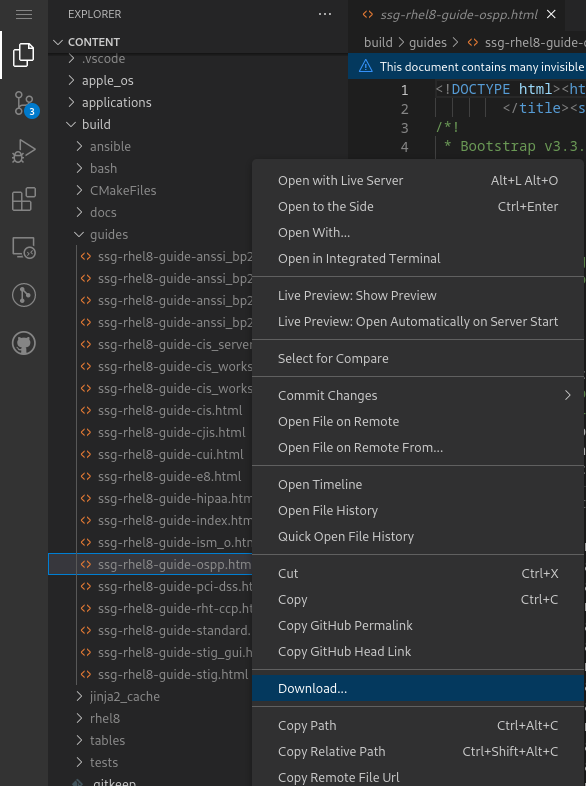 EXPLORER
CONTENT
.vscode
apple_os
applications
build
ansible
bash
CMakeFiles
docs
guides
ssg-rhel8-guide-anssi_bp2
ssg-rhel8-guide-anssi_bp2
ssg-rhel8-guide-anssi_bp2
ssg-rhel8-guide-anssi_bp2
ssg-rhel8-guide-cis_server
ssg-rhel8-guide-cis_works
ssg-rhel8-guide-cis_works
ssg-rhel8-guide-cis.html
ssg-rhel8-guide-cjis.html
ssg-rhel8-guide-cui.html
ssg-rhel8-guide-e8.html
ssg-rhel8-guide-hipaa.htm
ssg-rhel8-guide-index.htm
ssg-rhel8-guide-ism_o.htm
ssg-rhel8-guide-ospp.htm
ssg-rhel8-guide-pci-dss.ht
ssg-rhel8-guide-rht-ccp.ht
ssg-rhel8-guide-standard.
ssg-rhel8-guide-stig_gui.h
ssg-rhel8-guide-stig.html
jinja2_cache
rhel8
tables
tests
.gitkeep
3
ssg-rhel8-guide-ospp.html
build > guides > ssg-rhel8-guide-
This document contains many invisible
1 <!DOCTYPE html><ht
2 </title><s
3 /*!
4 * Bootstrap v3.3.
Open with Live Server Alt+L Alt+O
Open to the Side Ctrl+Enter
Open With...
Open in Integrated Terminal
Live Preview: Show Preview
Live Preview: Open Automatically on Server Start
Select for Compare
Commit Changes
Open File on Remote
Open File on Remote From...
Open Timeline
Open File History
Quick Open File History
Cut Ctrl+X
Copy Ctrl+C
Copy GitHub Permalink
Copy GitHub Head Link
Download...
Copy Path Ctrl+Alt+C
Copy Relative Path Ctrl+Shift+Alt+C
Copy Remote File Url